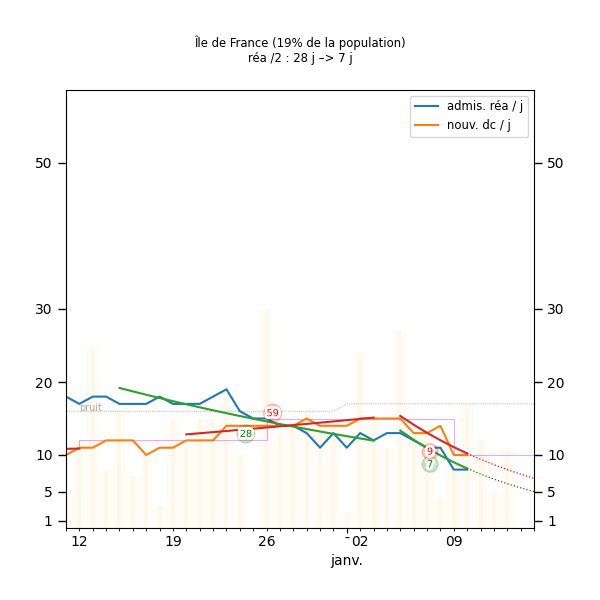 Île de France (19% de la population)
réa /2 : 28 j –> 7 j
admis. réa / j
nouv. dc / j
50 50
30 30
20 20
bruit
59
28
10 10
9
7
5 5
1 1
12 19 26 02 09
janv.